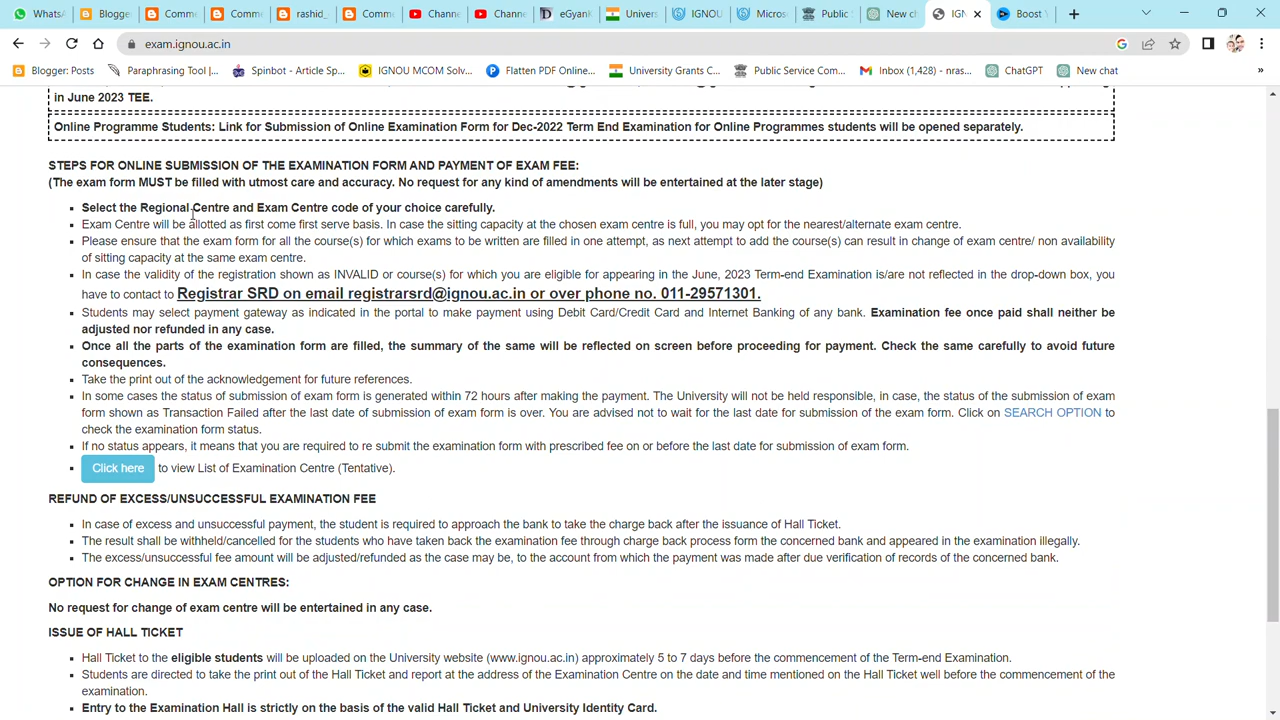 WhatsA
Blogge
Comme
Comme
rashid_
Comme
Channe
Channe
eGyank
Univers
IGNOU
Micros
Public S
New ch
IGN
Boost
exam.ignou.ac.in
Blogger: Posts
Paraphrasing Tool |...
Spinbot - Article Sp...
IGNOU MCOM Solv...
Flatten PDF Online...
University Grants C...
Public Service Com...
Inbox (1,428) - nras...
ChatGPT
New chat
»
in June 2023 TEE.
Online Programme Students: Link for Submission of Online Examination Form for Dec-2022 Term End Examination for Online Programmes students will be opened separately.
STEPS FOR ONLINE SUBMISSION OF THE EXAMINATION FORM AND PAYMENT OF EXAM FEE:
(The exam form MUST be filled with utmost care and accuracy. No request for any kind of amendments will be entertained at the later stage)
▪ Select the Regional Centre and Exam Centre code of your choice carefully.
▪ Exam Centre will be allotted as first come first serve basis. In case the sitting capacity at the chosen exam centre is full, you may opt for the nearest/alternate exam centre.
▪ Please ensure that the exam form for all the course(s) for which exams to be written are filled in one attempt, as next attempt to add the course(s) can result in change of exam centre/ non availability
of sitting capacity at the same exam centre.
▪ In case the validity of the registration shown as INVALID or course(s) for which you are eligible for appearing in the June, 2023 Term-end Examination is/are not reflected in the drop-down box, you
have to contact to Registrar SRD on email registrarsrd@ignou.ac.in or over phone no. 011-29571301.
▪ Students may select payment gateway as indicated in the portal to make payment using Debit Card/Credit Card and Internet Banking of any bank. Examination fee once paid shall neither be
adjusted nor refunded in any case.
▪ Once all the parts of the examination form are filled, the summary of the same will be reflected on screen before proceeding for payment. Check the same carefully to avoid future
consequences.
▪ Take the print out of the acknowledgement for future references.
▪ In some cases the status of submission of exam form is generated within 72 hours after making the payment. The University will not be held responsible, in case, the status of the submission of exam
form shown as Transaction Failed after the last date of submission of exam form is over. You are advised not to wait for the last date for submission of the exam form. Click on SEARCH OPTION to
check the examination form status.
▪ If no status appears, it means that you are required to re submit the examination form with prescribed fee on or before the last date for submission of exam form.
▪ Click here to view List of Examination Centre (Tentative).
REFUND OF EXCESS/UNSUCCESSFUL EXAMINATION FEE
▪ In case of excess and unsuccessful payment, the student is required to approach the bank to take the charge back after the issuance of Hall Ticket.
▪ The result shall be withheld/cancelled for the students who have taken back the examination fee through charge back process form the concerned bank and appeared in the examination illegally.
▪ The excess/unsuccessful fee amount will be adjusted/refunded as the case may be, to the account from which the payment was made after due verification of records of the concerned bank.
OPTION FOR CHANGE IN EXAM CENTRES:
No request for change of exam centre will be entertained in any case.
ISSUE OF HALL TICKET
▪ Hall Ticket to the eligible students will be uploaded on the University website (www.ignou.ac.in) approximately 5 to 7 days before the commencement of the Term-end Examination.
▪ Students are directed to take the print out of the Hall Ticket and report at the address of the Examination Centre on the date and time mentioned on the Hall Ticket well before the commencement of the
examination.
▪ Entry to the Examination Hall is strictly on the basis of the valid Hall Ticket and University Identity Card.